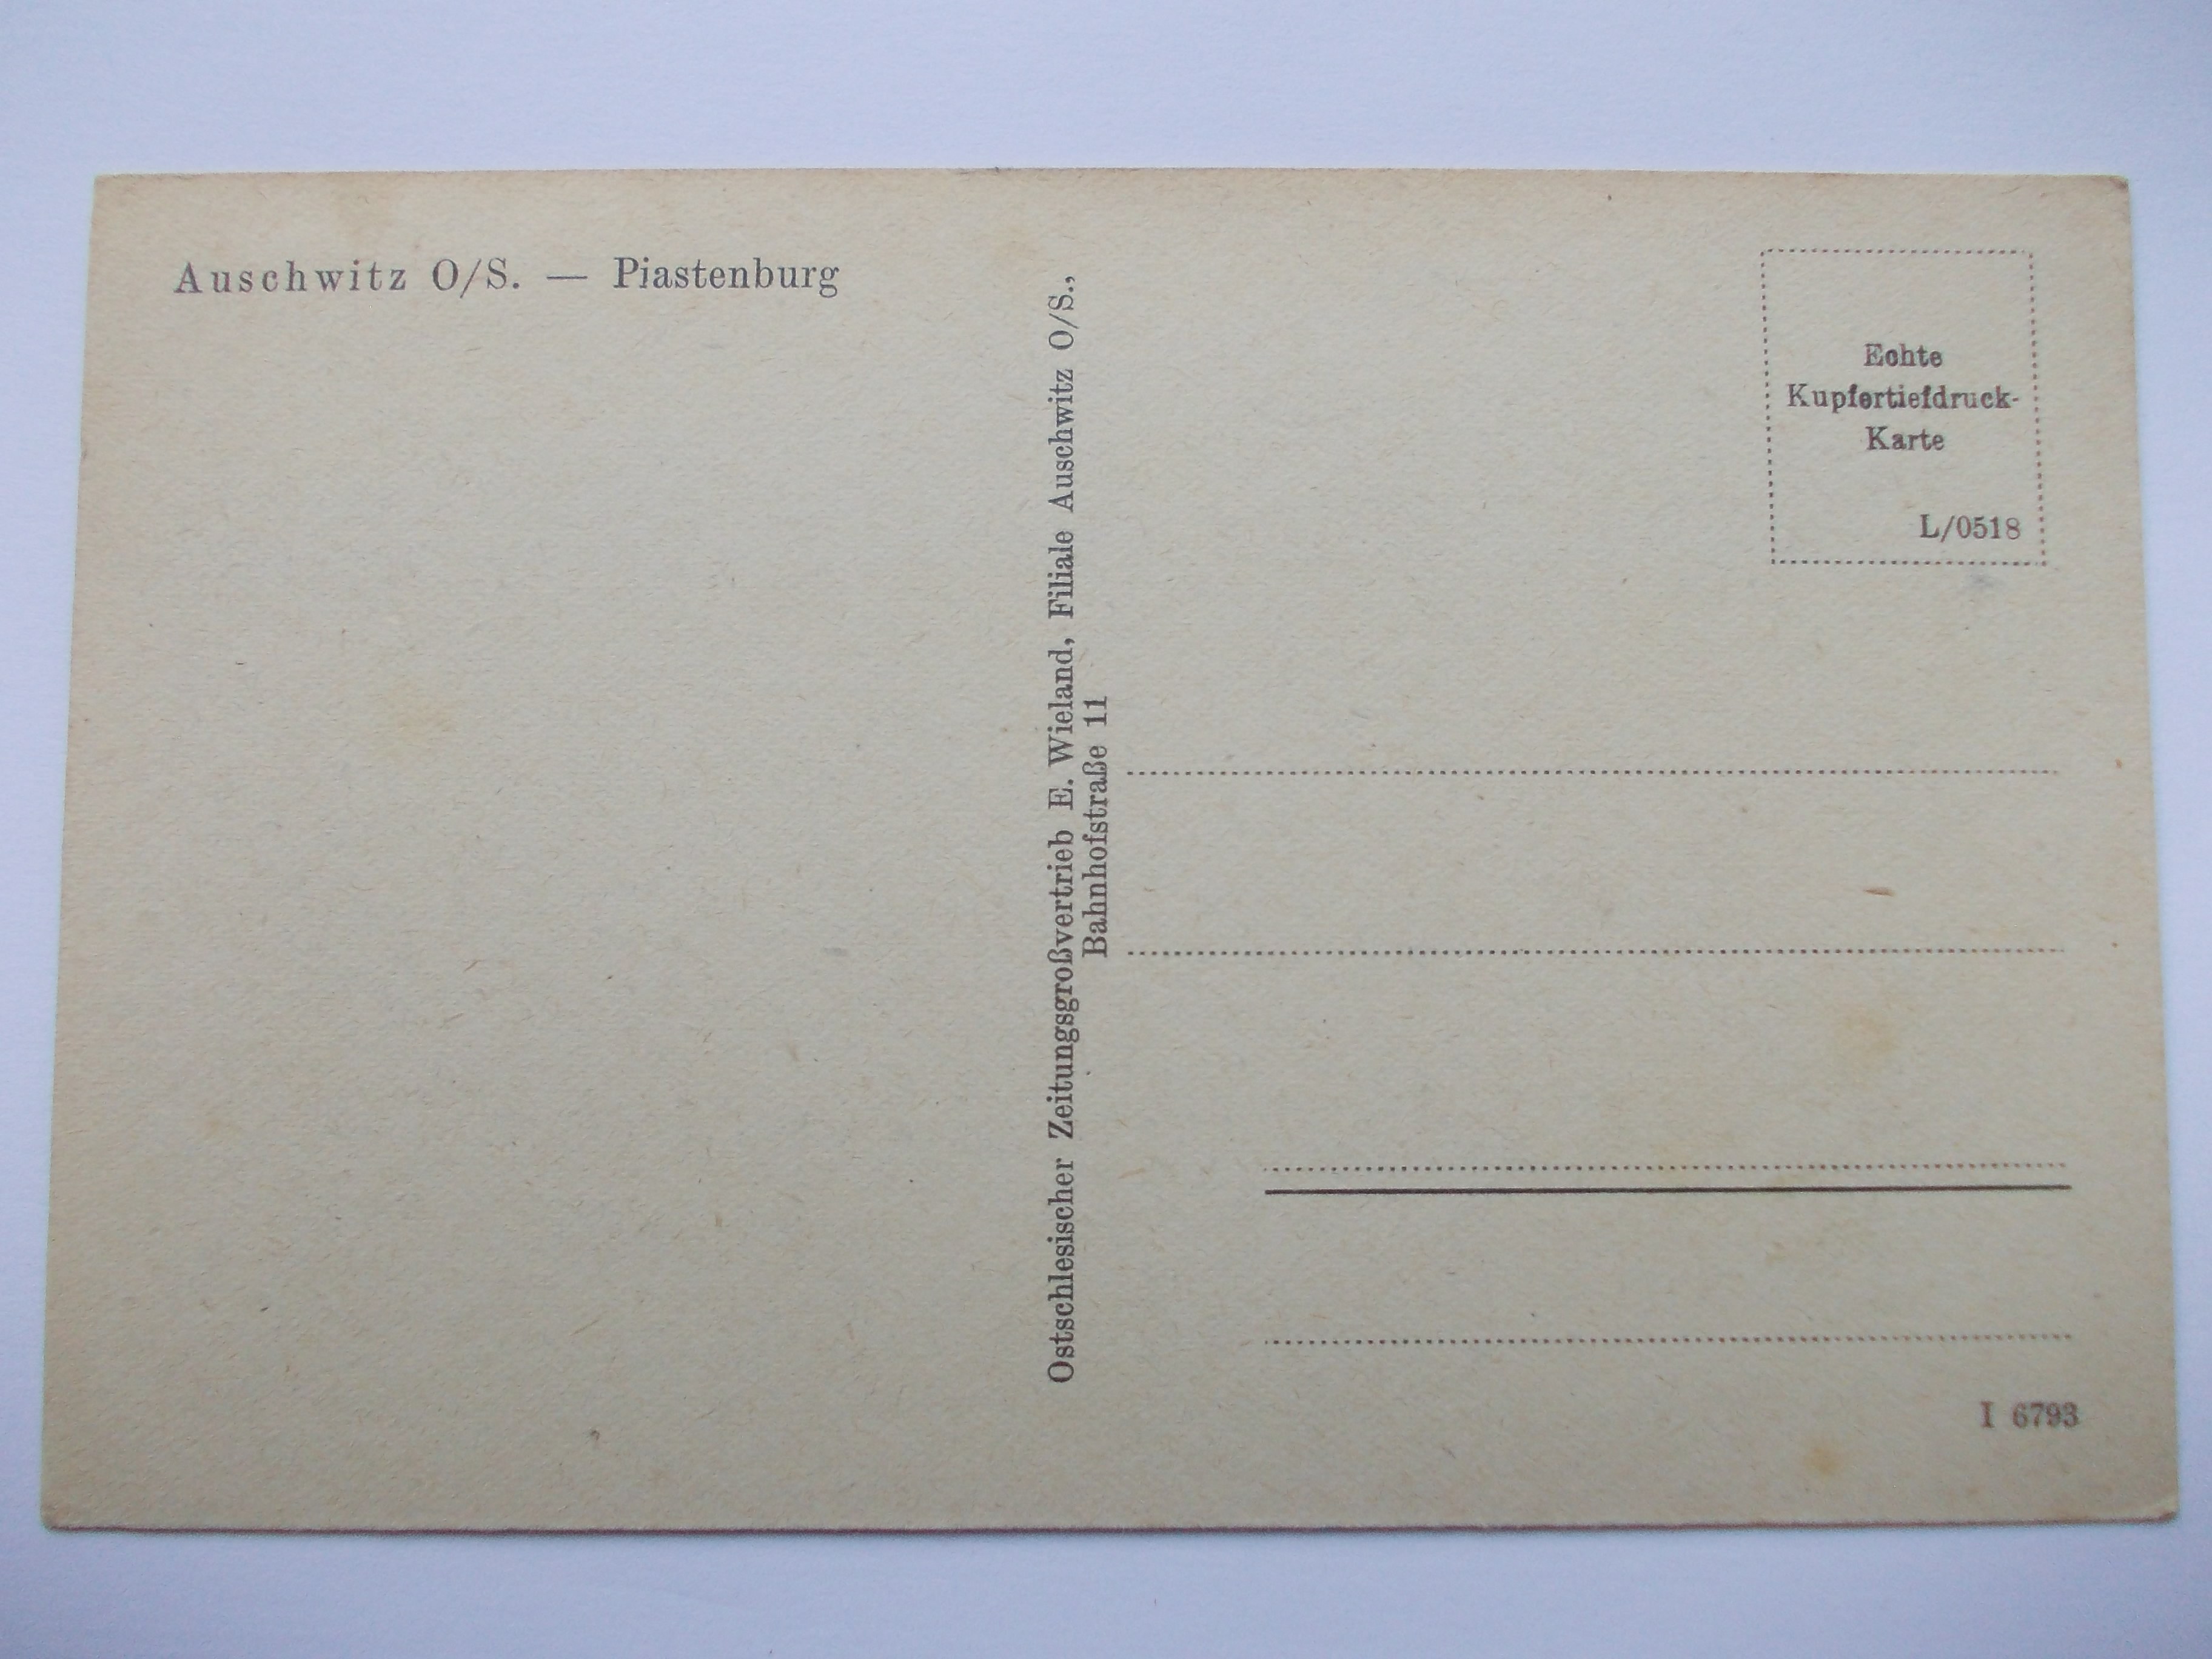 Auschwitz O/S. — Piastenburg
Ostschlesischer Zeitungsgroßvertrieb E. Wieland, Filiale Auschwitz O/S.,
Bahnhofstraße 11
Echte
Kupfertiefdruck-
Karte
L/0518
I 6793